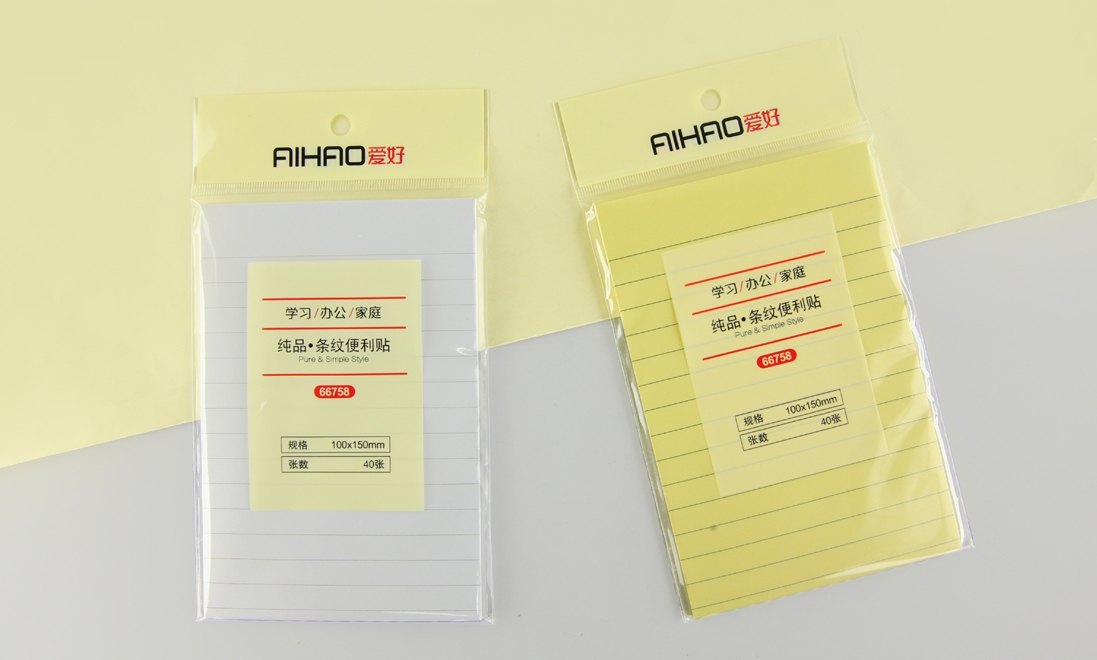 AIHAO爱好
学习/办公/家庭
纯品•条纹便利贴
Pure & Simple Style
66758
规格 100x150mm
张数 40张
AIHAO爱好
学习/办公/家庭
纯品•条纹便利贴
Pure & Simple Style
66758
规格 100x150mm
张数 40张